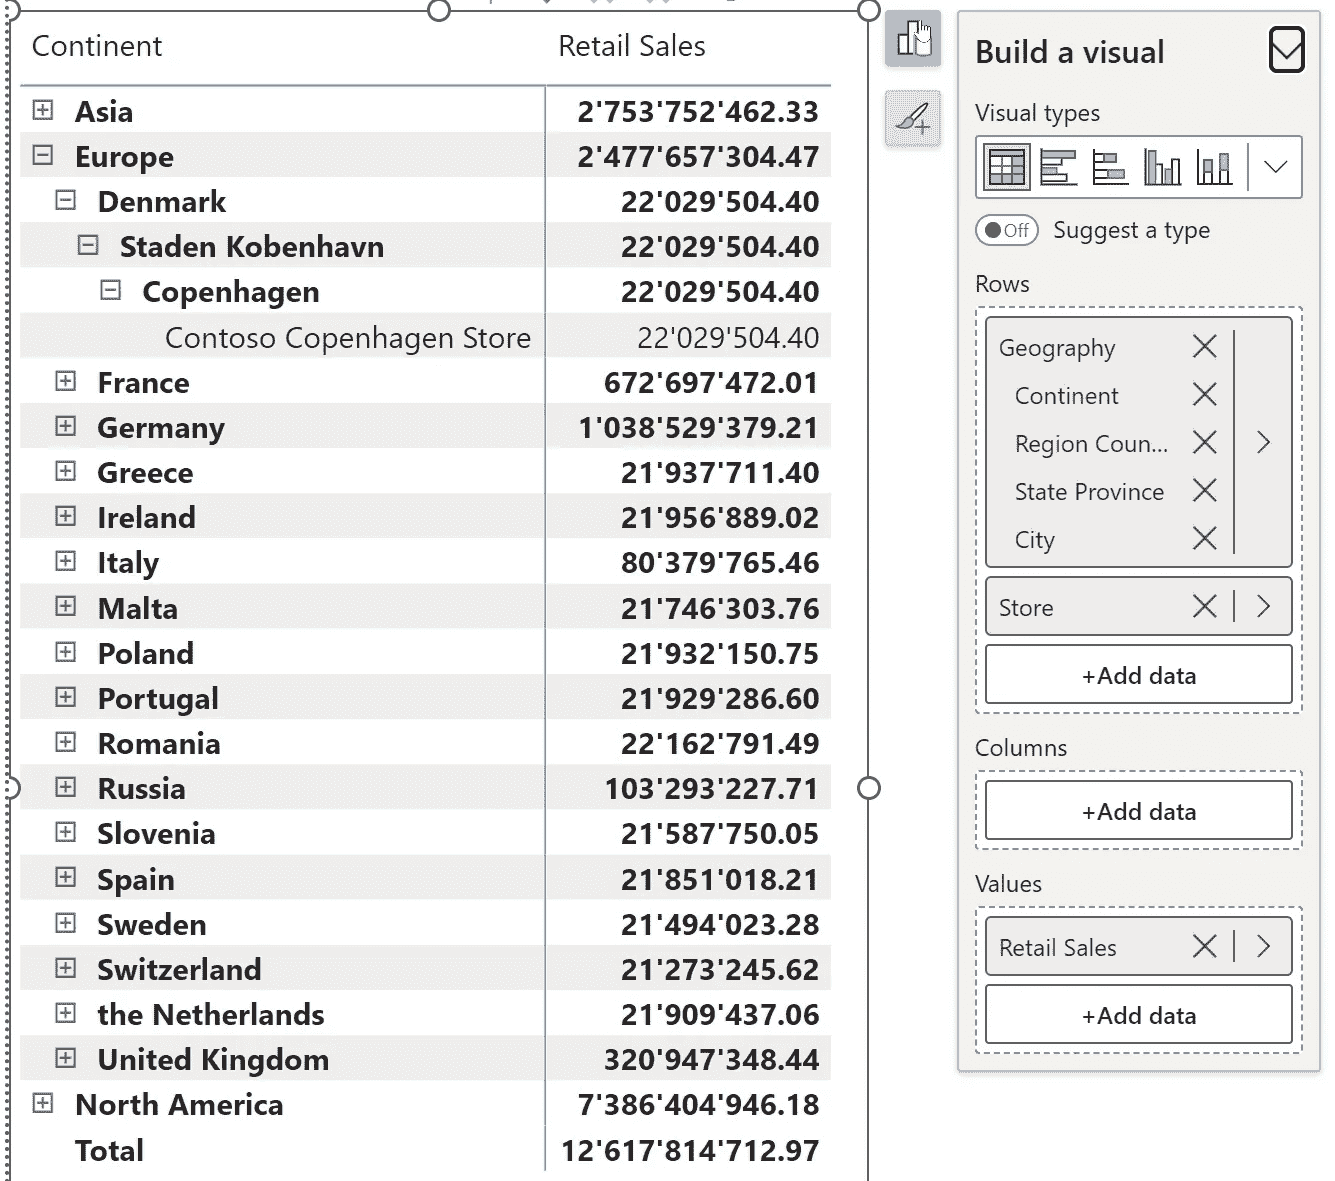 Continent Retail Sales
Asia 2'753'752'462.33
Europe 2'477'657'304.47
Denmark 22'029'504.40
Staden Kobenhavn 22'029'504.40
Copenhagen 22'029'504.40
Contoso Copenhagen Store 22'029'504.40
France 672'697'472.01
Germany 1'038'529'379.21
Greece 21'937'711.40
Ireland 21'956'889.02
Italy 80'379'765.46
Malta 21'746'303.76
Poland 21'932'150.75
Portugal 21'929'286.60
Romania 22'162'791.49
Russia 103'293'227.71
Slovenia 21'587'750.05
Spain 21'851'018.21
Sweden 21'494'023.28
Switzerland 21'273'245.62
the Netherlands 21'909'437.06
United Kingdom 320'947'348.44
North America 7'386'404'946.18
Total 12'617'814'712.97
Build a visual
Visual types
Off Suggest a type
Rows
Geography
Continent
Region Coun...
State Province
City
Store
+Add data
Columns
+Add data
Values
Retail Sales
+Add data